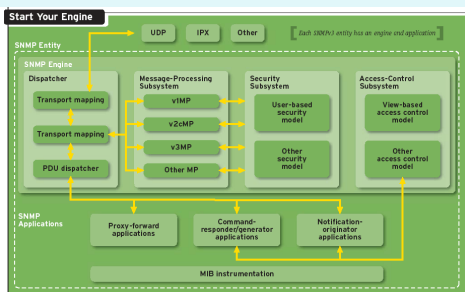 Start Your Engine
UDP
IPX
Other
[Each SNMPv3 entity has an engine and application]
SNMP Entity
SNMP Engine
Dispatcher
Transport mapping
Transport mapping
PDU dispatcher
Message-Processing
Subsystem
v1MP
v2cMP
v3MP
Other MP
Security
Subsystem
User-based
security
model
Other
security
model
Access-Control
Subsystem
View-based
access control
model
Other
access control
model
SNMP
Applications
Proxy-forward
applications
Command-
responder/generator
applications
Notification-
originator
applications
MIB instrumentation